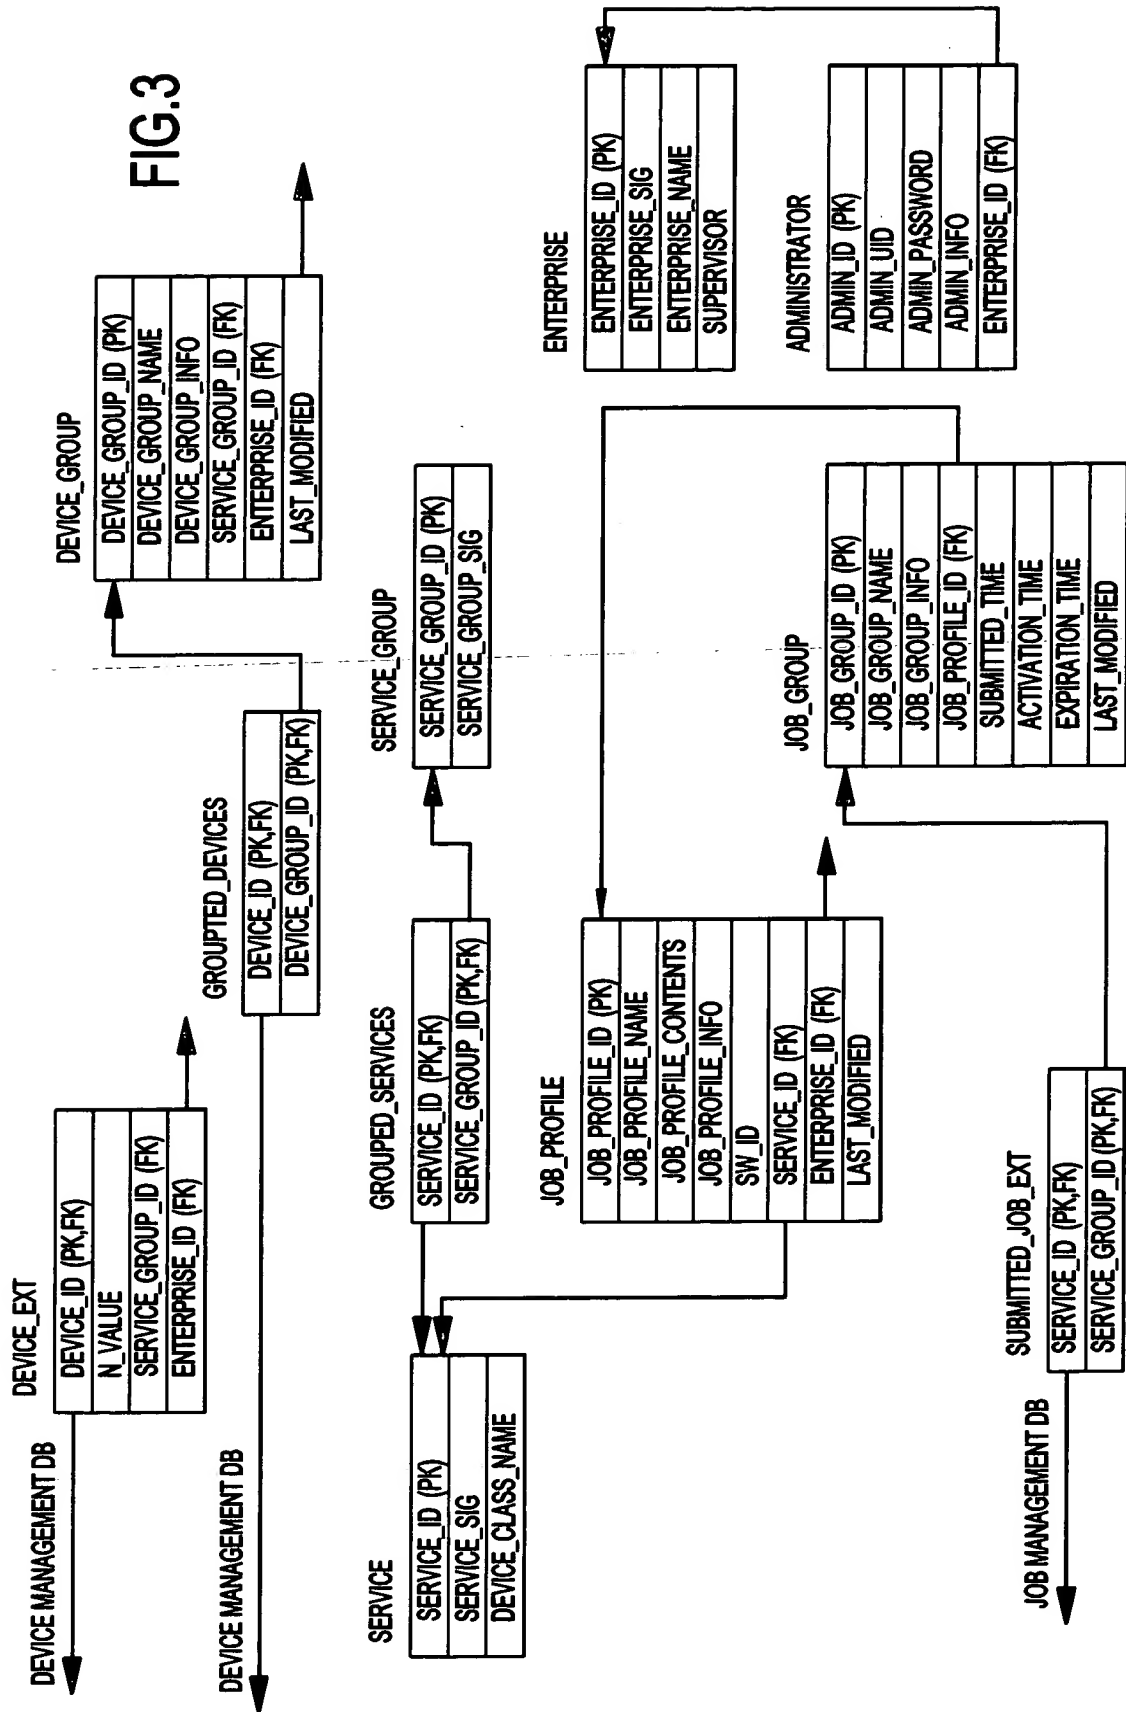 FIG.3
DEVICE MANAGEMENT DB
DEVICE_EXT
DEVICE_ID (PK,FK)
N_VALUE
SERVICE_GROUP_ID (FK)
ENTERPRISE_ID (FK)
DEVICE MANAGEMENT DB
GROUPTED_DEVICES
DEVICE_ID (PK,FK)
DEVICE_GROUP_ID (PK,FK)
DEVICE_GROUP
DEVICE_GROUP_ID (PK)
DEVICE_GROUP_NAME
DEVICE_GROUP_INFO
SERVICE_GROUP_ID (FK)
ENTERPRISE_ID (FK)
LAST_MODIFIED
SERVICE
SERVICE_ID (PK)
SERVICE_SIG
DEVICE_CLASS_NAME
GROUPED_SERVICES
SERVICE_ID (PK,FK)
SERVICE_GROUP_ID (PK,FK)
SERVICE_GROUP
SERVICE_GROUP_ID (PK)
SERVICE_GROUP_SIG
JOB_PROFILE
JOB_PROFILE_ID (PK)
JOB_PROFILE_NAME
JOB_PROFILE_CONTENTS
JOB_PROFILE_INFO
SW_ID
SERVICE_ID (FK)
ENTERPRISE_ID (FK)
LAST_MODIFIED
ENTERPRISE
ENTERPRISE_ID (PK)
ENTERPRISE_SIG
ENTERPRISE_NAME
SUPERVISOR
JOB MANAGEMENT DB
SUBMITTED_JOB_EXT
SERVICE_ID (PK,FK)
SERVICE_GROUP_ID (PK,FK)
JOB_GROUP
JOB_GROUP_ID (PK)
JOB_GROUP_NAME
JOB_GROUP_INFO
JOB_PROFILE_ID (FK)
SUBMITTED_TIME
ACTIVATION_TIME
EXPIRATION_TIME
LAST_MODIFIED
ADMINISTRATOR
ADMIN_ID (PK)
ADMIN_UID
ADMIN_PASSWORD
ADMIN_INFO
ENTERPRISE_ID (FK)